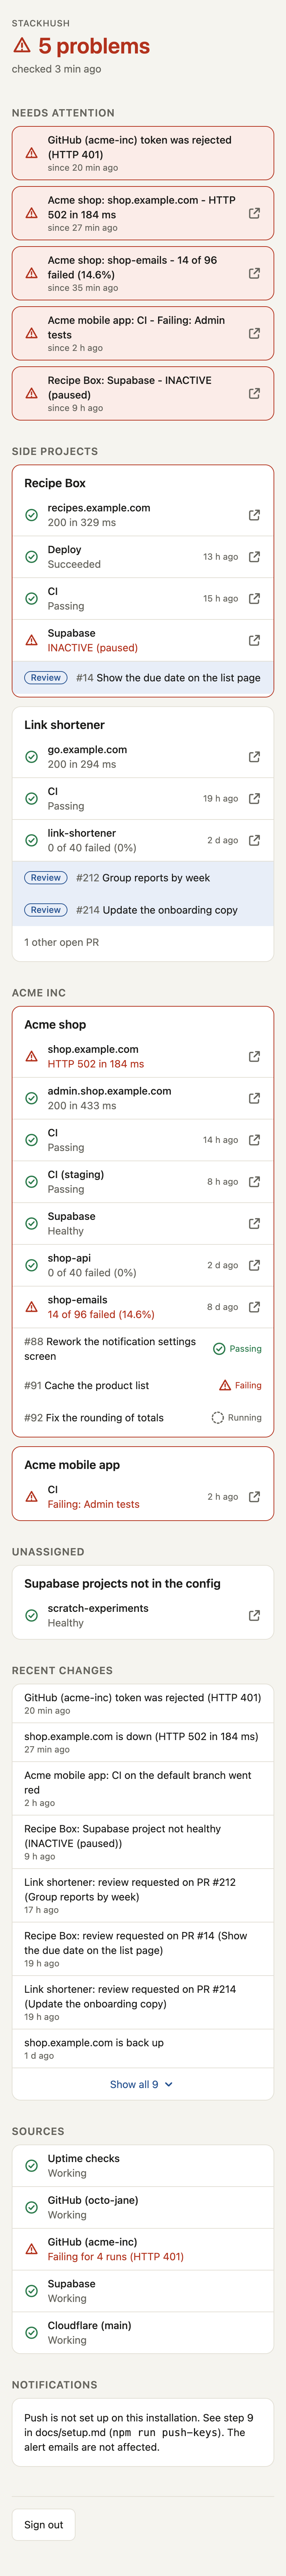 STACKHUSH
5 problems
checked 3 min ago
NEEDS ATTENTION
GitHub (acme-inc) token was rejected
(HTTP 401)
since 20 min ago
Acme shop: shop.example.com - HTTP
502 in 184 ms
since 27 min ago
Acme shop: shop-emails - 14 of 96
failed (14.6%)
since 35 min ago
Acme mobile app: CI - Failing: Admin
tests
since 2 h ago
Recipe Box: Supabase - INACTIVE
(paused)
since 9 h ago
SIDE PROJECTS
Recipe Box
recipes.example.com
200 in 329 ms
Deploy
Succeeded
13 h ago
CI
Passing
15 h ago
Supabase
INACTIVE (paused)
Review #14 Show the due date on the list page
Link shortener
go.example.com
200 in 294 ms
CI
Passing
19 h ago
link-shortener
0 of 40 failed (0%)
2 d ago
Review #212 Group reports by week
Review #214 Update the onboarding copy
1 other open PR
ACME INC
Acme shop
shop.example.com
HTTP 502 in 184 ms
admin.shop.example.com
200 in 433 ms
CI
Passing
14 h ago
CI (staging)
Passing
8 h ago
Supabase
Healthy
shop-api
0 of 40 failed (0%)
2 d ago
shop-emails
14 of 96 failed (14.6%)
8 d ago
#88 Rework the notification settings
screen
Passing
#91 Cache the product list
Failing
#92 Fix the rounding of totals
Running
Acme mobile app
CI
Failing: Admin tests
2 h ago
UNASSIGNED
Supabase projects not in the config
scratch-experiments
Healthy
RECENT CHANGES
GitHub (acme-inc) token was rejected (HTTP 401)
20 min ago
shop.example.com is down (HTTP 502 in 184 ms)
27 min ago
Acme mobile app: CI on the default branch went
red
2 h ago
Recipe Box: Supabase project not healthy
(INACTIVE (paused))
9 h ago
Link shortener: review requested on PR #212
(Group reports by week)
17 h ago
Recipe Box: review requested on PR #14 (Show
the due date on the list page)
19 h ago
Link shortener: review requested on PR #214
(Update the onboarding copy)
19 h ago
shop.example.com is back up
1 d ago
Show all 9
SOURCES
Uptime checks
Working
GitHub (octo-jane)
Working
GitHub (acme-inc)
Failing for 4 runs (HTTP 401)
Supabase
Working
Cloudflare (main)
Working
NOTIFICATIONS
Push is not set up on this installation. See step 9
in docs/setup.md (npm run push-keys). The
alert emails are not affected.
Sign out